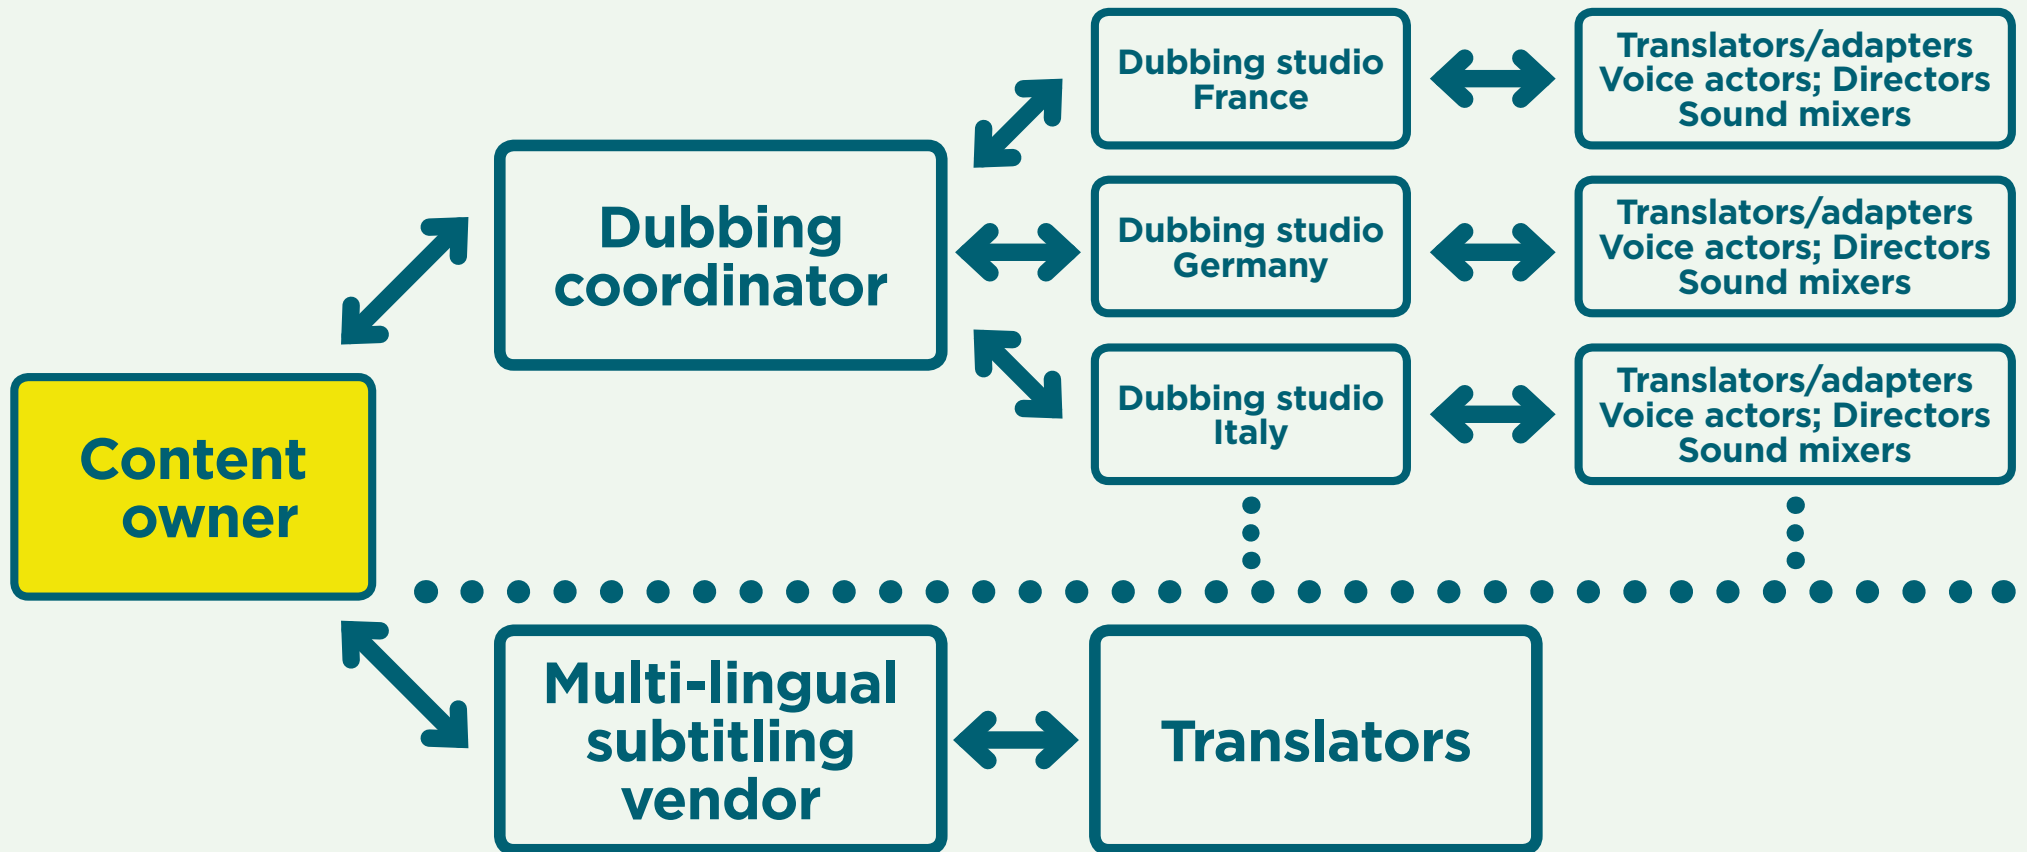 Dubbing studio
France
Translators/adapters
Voice actors; Directors
Sound mixers
Dubbing
coordinator
Dubbing studio
Germany
Translators/adapters
Voice actors; Directors
Sound mixers
Dubbing studio
Italy
Translators/adapters
Voice actors; Directors
Sound mixers
Content
owner
Multi-lingual
subtitling
vendor
Translators